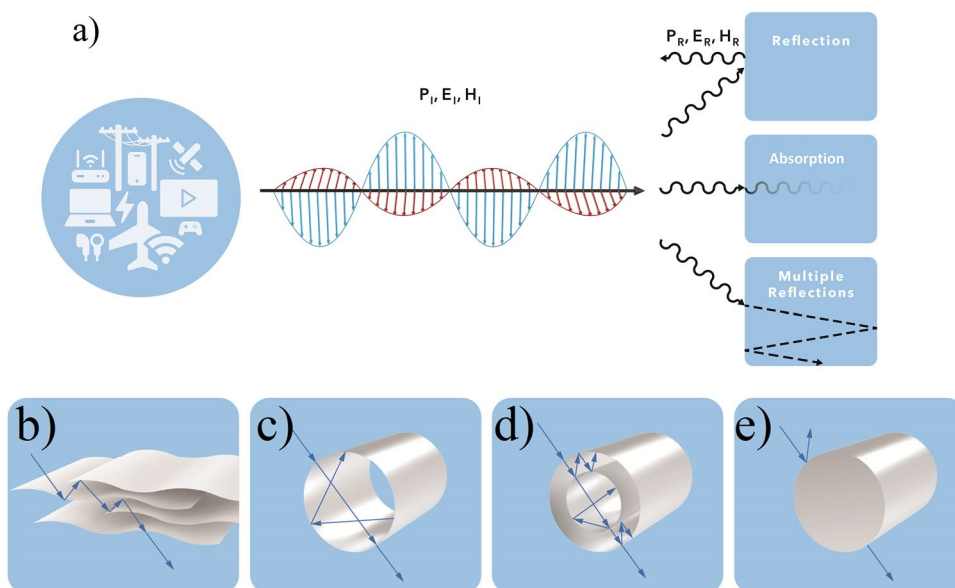 a)
P_I, E_I, H_I
P_R, E_R, H_R
Reflection
Absorption
Multiple
Reflections
b)
c)
d)
e)